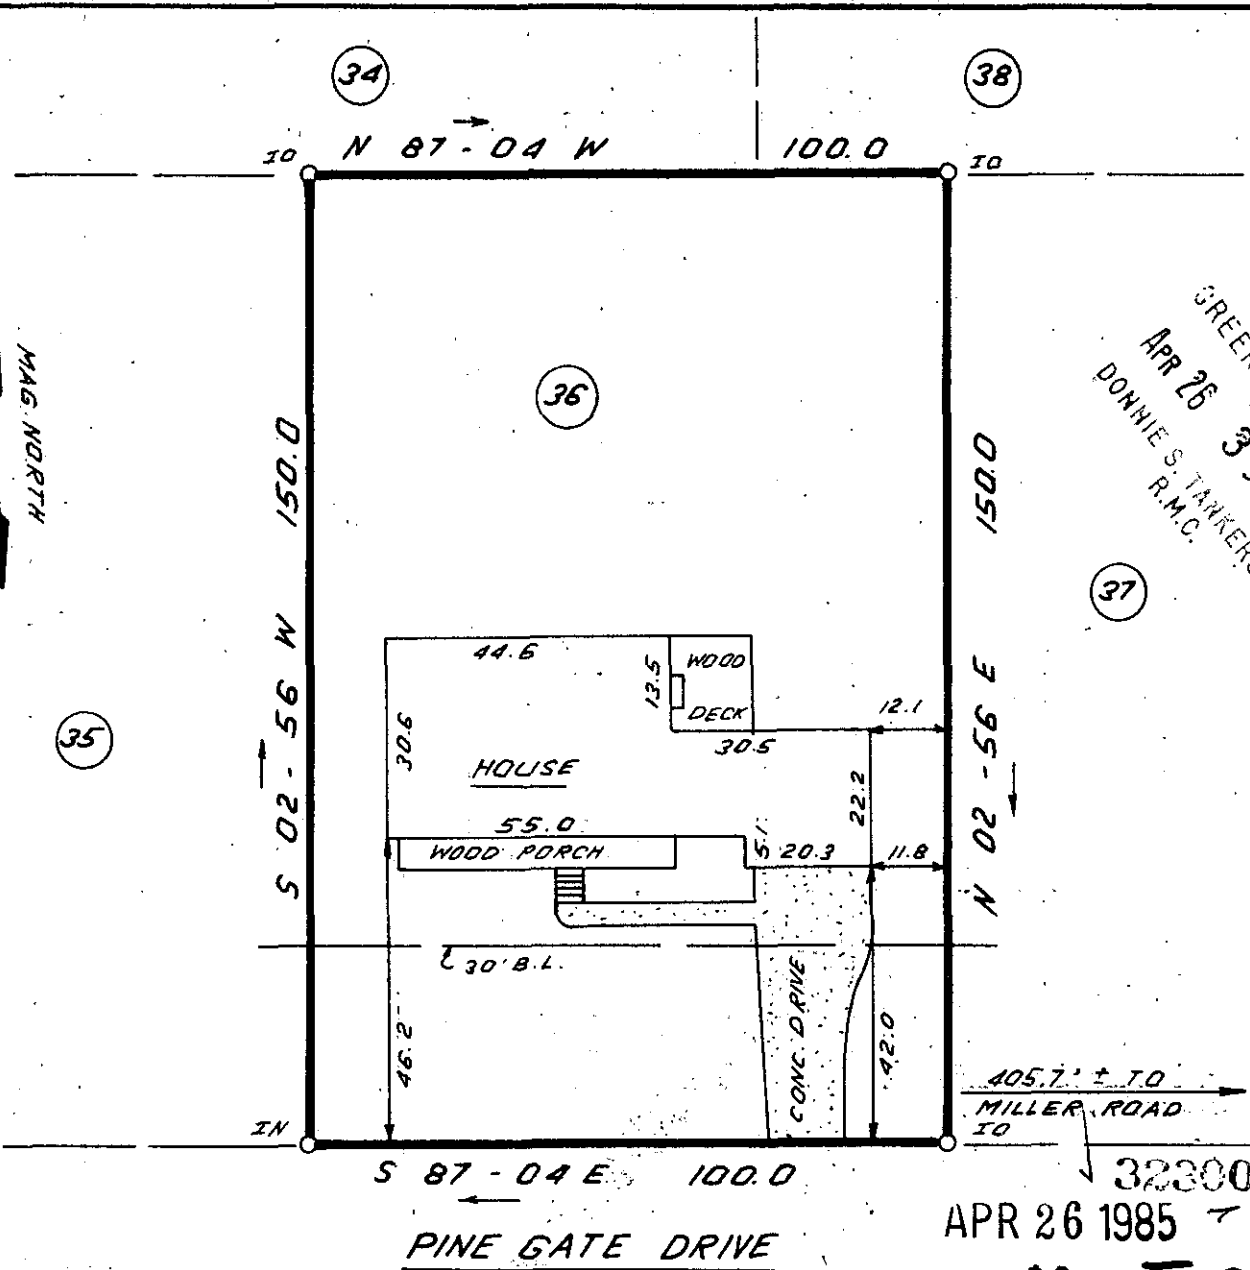 34
38
N 87 - 04 W 100.0
IO
IO
MAG. NORTH
36
150.0
S 02 - 56 W
150.0
N 02 - 56 E
APR 26
DONNIE S.
R.M.C.
37
35
44.6
13.5
WOOD
DECK
12.1
30.5
30.6
HOUSE
22.2
55.0
WOOD PORCH
5.1
20.3
11.8
30' B.L.
46.2
CONC. DRIVE
42.0
405.7' ± TO
MILLER ROAD
IN
IO
S 87 - 04 E 100.0
32300
APR 26 1985
PINE GATE DRIVE